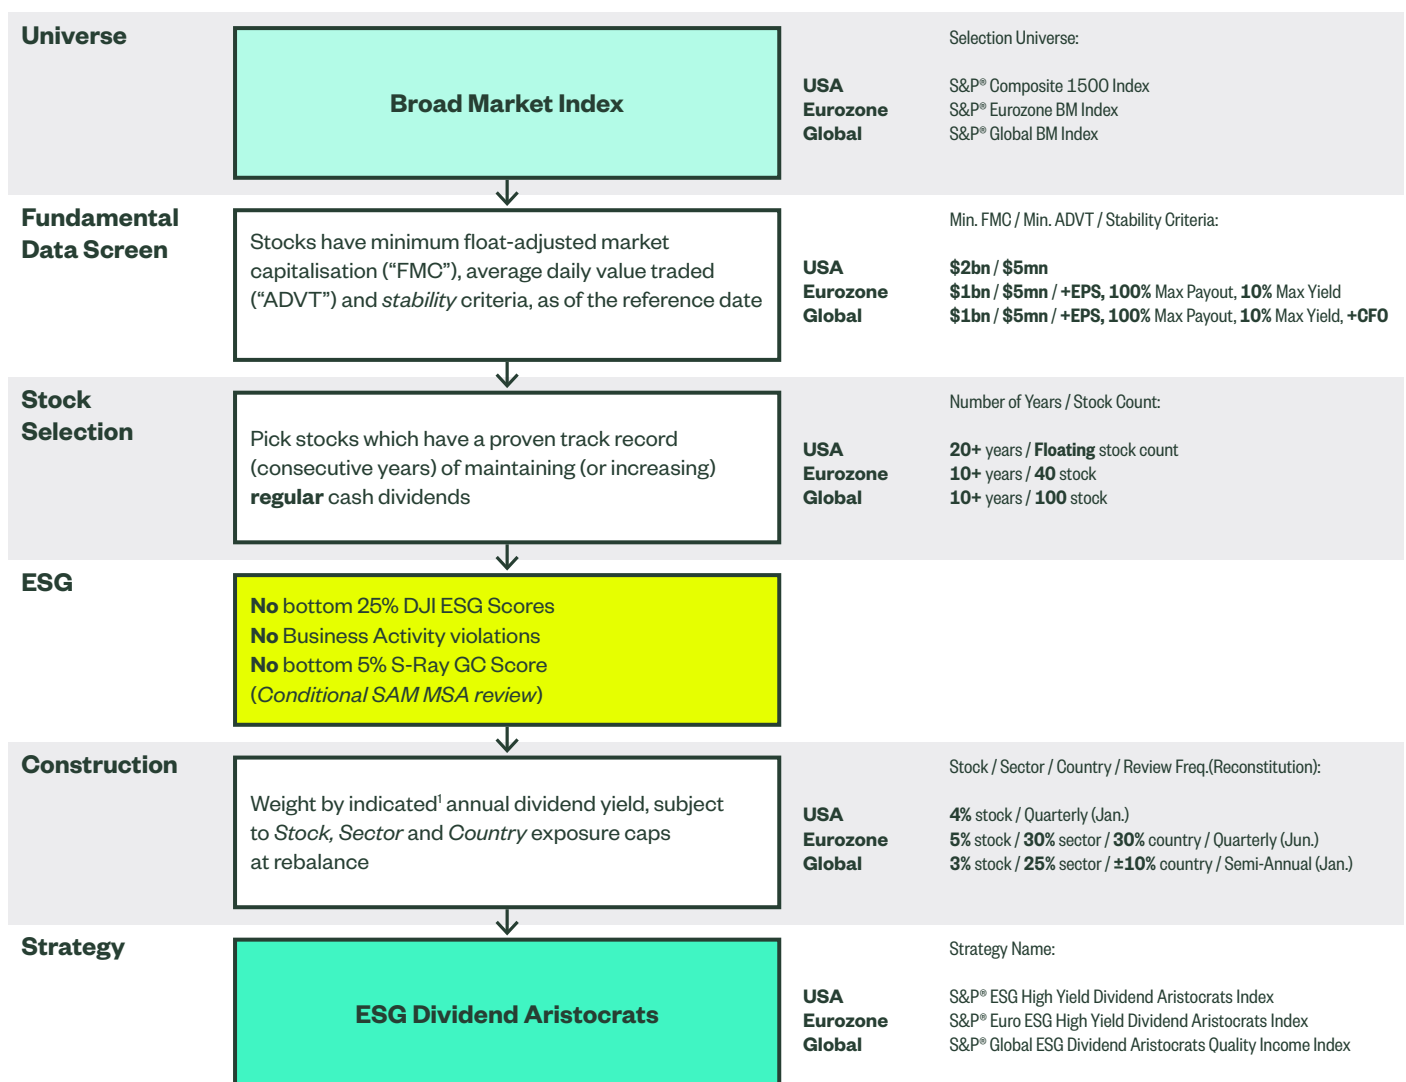 Universe
Broad Market Index
Selection Universe:
USA S&P® Composite 1500 Index
Eurozone S&P® Eurozone BM Index
Global S&P® Global BM Index
Fundamental
Data Screen
Stocks have minimum float-adjusted market
capitalisation (“FMC”), average daily value traded
(“ADVT”) and stability criteria, as of the reference date
Min. FMC / Min. ADVT / Stability Criteria:
USA $2bn / $5mn
Eurozone $1bn / $5mn / +EPS, 100% Max Payout, 10% Max Yield
Global $1bn / $5mn / +EPS, 100% Max Payout, 10% Max Yield, +CFO
Stock
Selection
Pick stocks which have a proven track record
(consecutive years) of maintaining (or increasing)
regular cash dividends
Number of Years / Stock Count:
USA 20+ years / Floating stock count
Eurozone 10+ years / 40 stock
Global 10+ years / 100 stock
ESG
No bottom 25% DJI ESG Scores
No Business Activity violations
No bottom 5% S-Ray GC Score
(Conditional SAM MSA review)
Construction
Weight by indicated¹ annual dividend yield, subject
to Stock, Sector and Country exposure caps
at rebalance
Stock / Sector / Country / Review Freq.(Reconstitution):
USA 4% stock / Quarterly (Jan.)
Eurozone 5% stock / 30% sector / 30% country / Quarterly (Jun.)
Global 3% stock / 25% sector / ±10% country / Semi-Annual (Jan.)
Strategy
ESG Dividend Aristocrats
Strategy Name:
USA S&P® ESG High Yield Dividend Aristocrats Index
Eurozone S&P® Euro ESG High Yield Dividend Aristocrats Index
Global S&P® Global ESG Dividend Aristocrats Quality Income Index